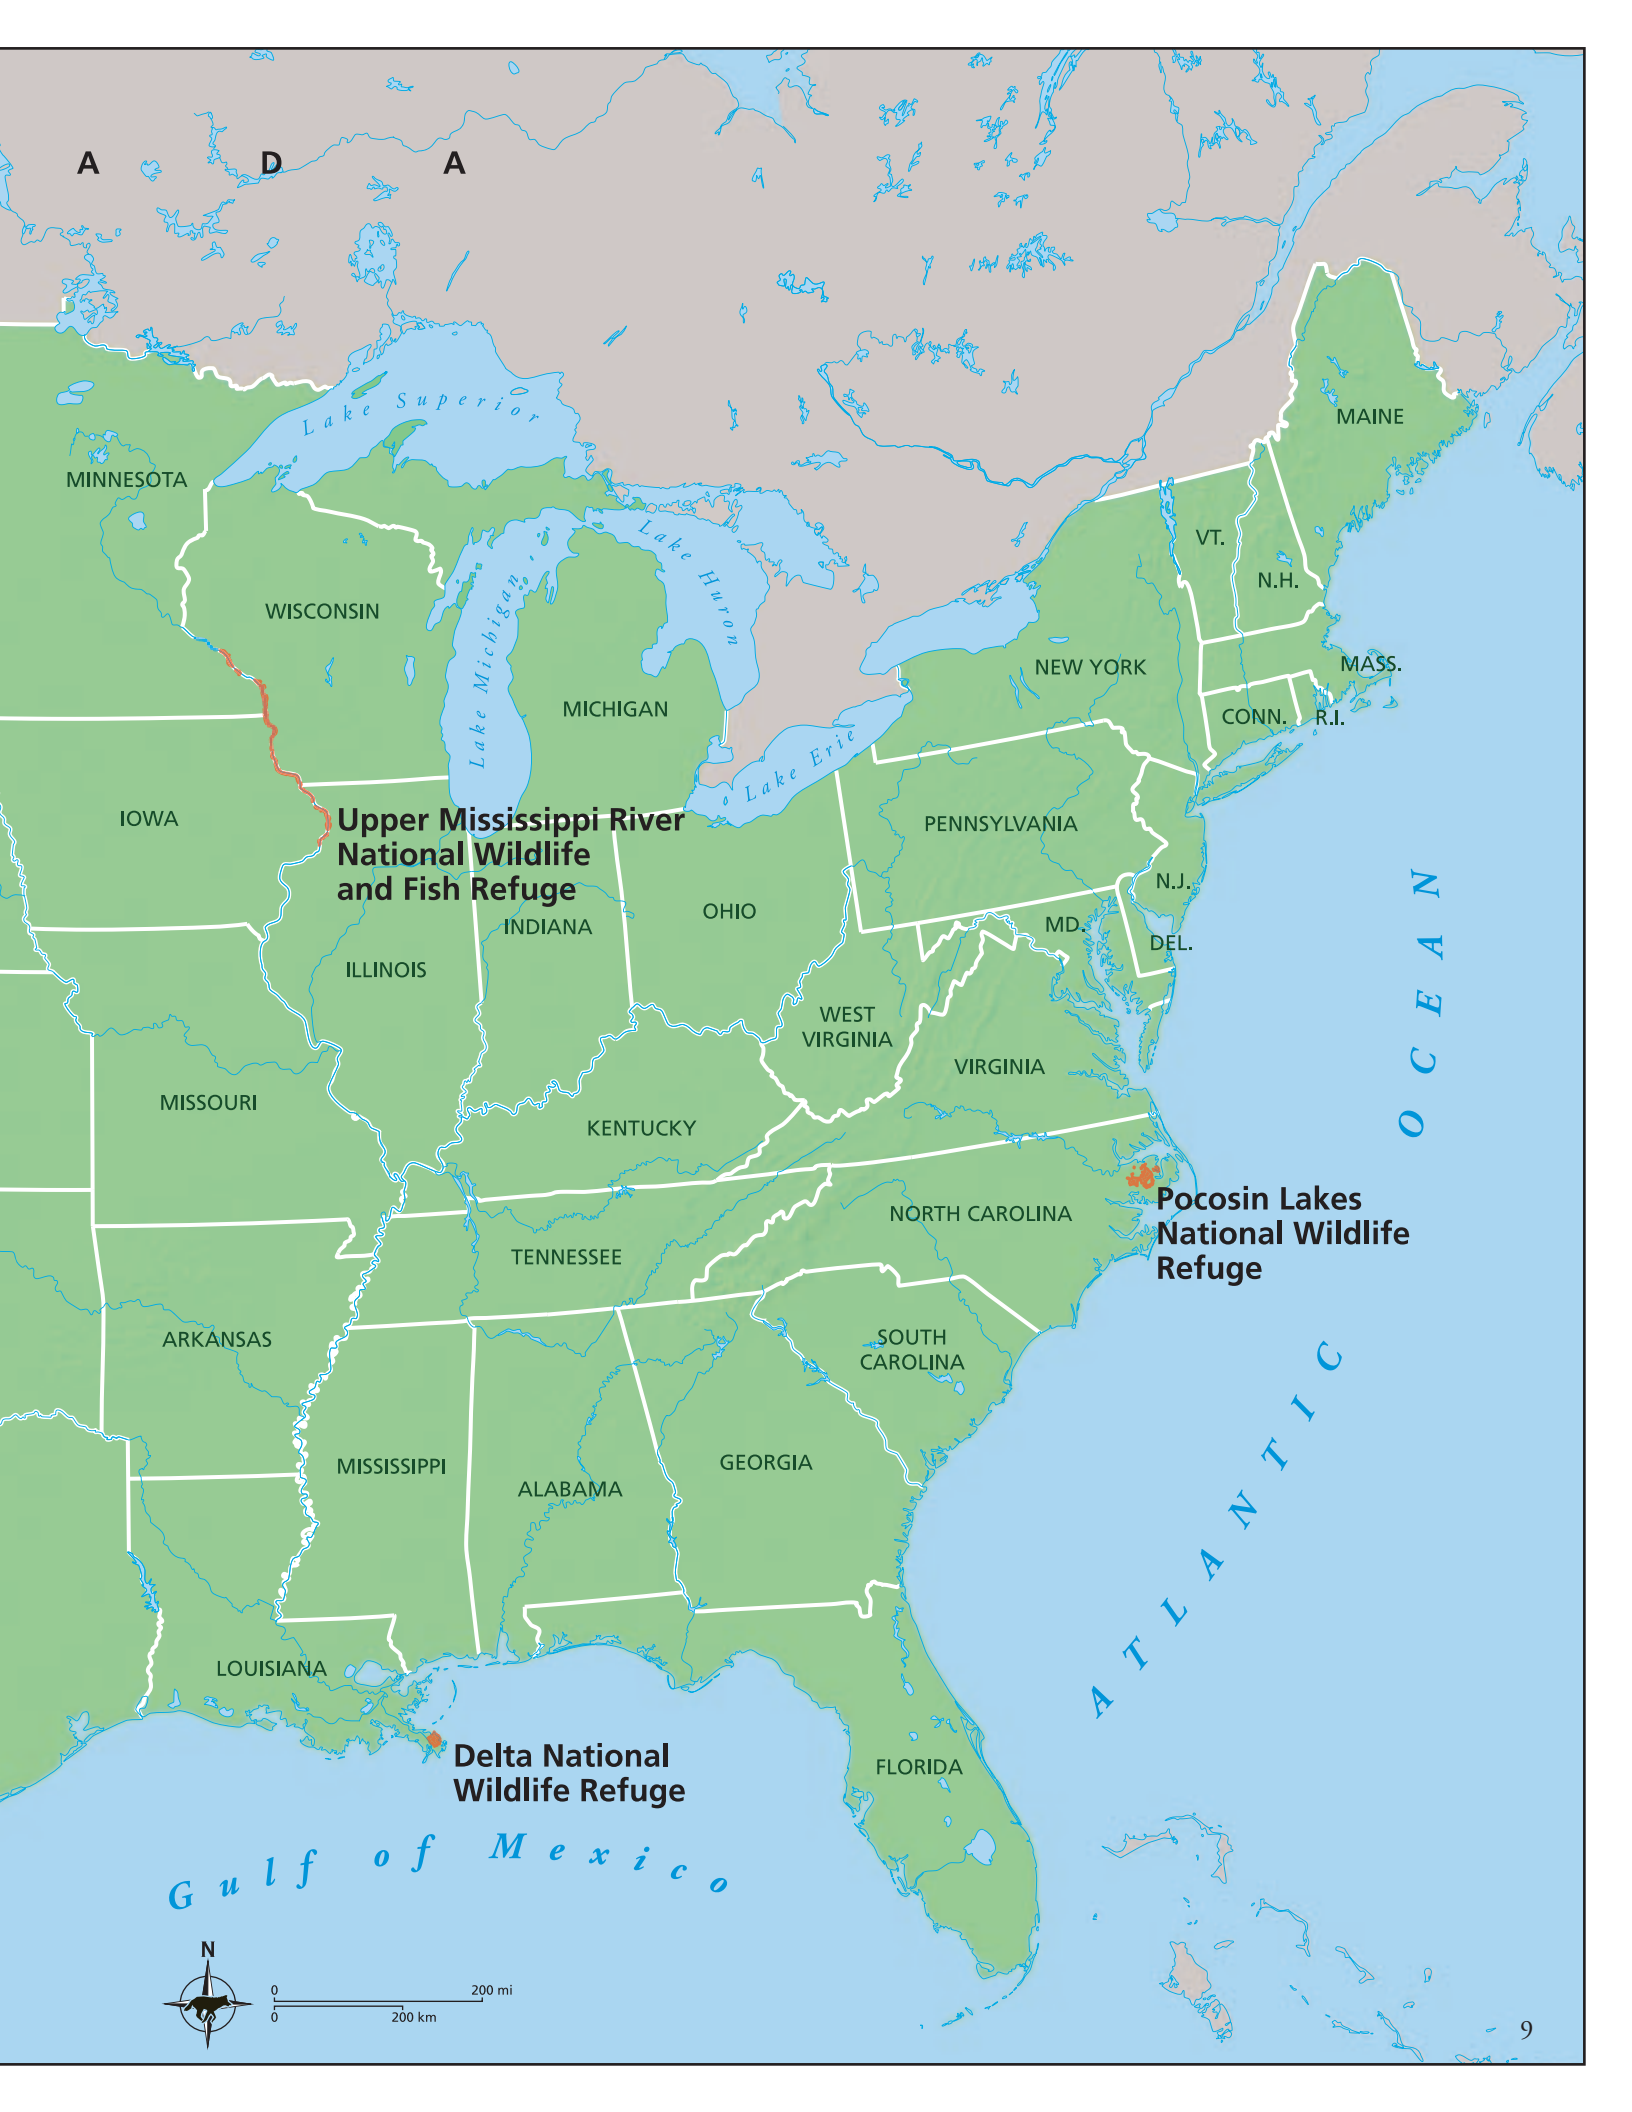 A D A
Lake Superior
MAINE
MINNESOTA
VT.
Lake Huron
N.H.
WISCONSIN
Lake Michigan
MASS.
NEW YORK
MICHIGAN
CONN.
R.I.
Lake Erie
IOWA
Upper Mississippi River
National Wildlife
and Fish Refuge
PENNSYLVANIA
N.J.
OHIO
INDIANA
MD.
DEL.
ILLINOIS
WEST
VIRGINIA
VIRGINIA
MISSOURI
KENTUCKY
Pocosin Lakes
National Wildlife
Refuge
NORTH CAROLINA
TENNESSEE
ARKANSAS
SOUTH
CAROLINA
ATLANTIC OCEAN
MISSISSIPPI
GEORGIA
ALABAMA
LOUISIANA
Delta National
Wildlife Refuge
FLORIDA
Gulf of Mexico
N
0 200 mi
0 200 km
9